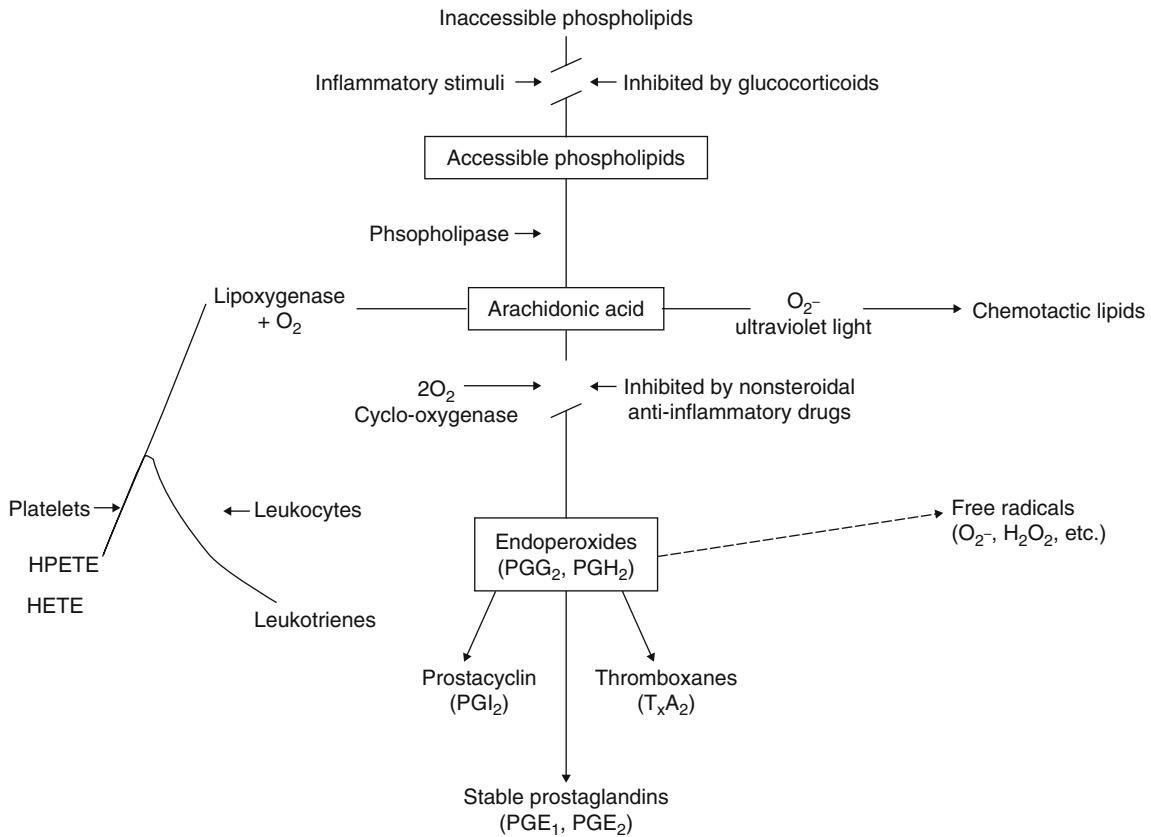 Inaccessible phospholipids
Inflammatory stimuli
Inhibited by glucocorticoids
Accessible phospholipids
Phsopholipase
Lipoxygenase
+ O₂
Arachidonic acid
O₂⁻
ultraviolet light
Chemotactic lipids
2O₂
Cyclo-oxygenase
Inhibited by nonsteroidal
anti-inflammatory drugs
Platelets
Leukocytes
HPETE
HETE
Leukotrienes
Endoperoxides
(PGG₂, PGH₂)
Free radicals
(O₂⁻, H₂O₂, etc.)
Prostacyclin
(PGI₂)
Thromboxanes
(TₓA₂)
Stable prostaglandins
(PGE₁, PGE₂)